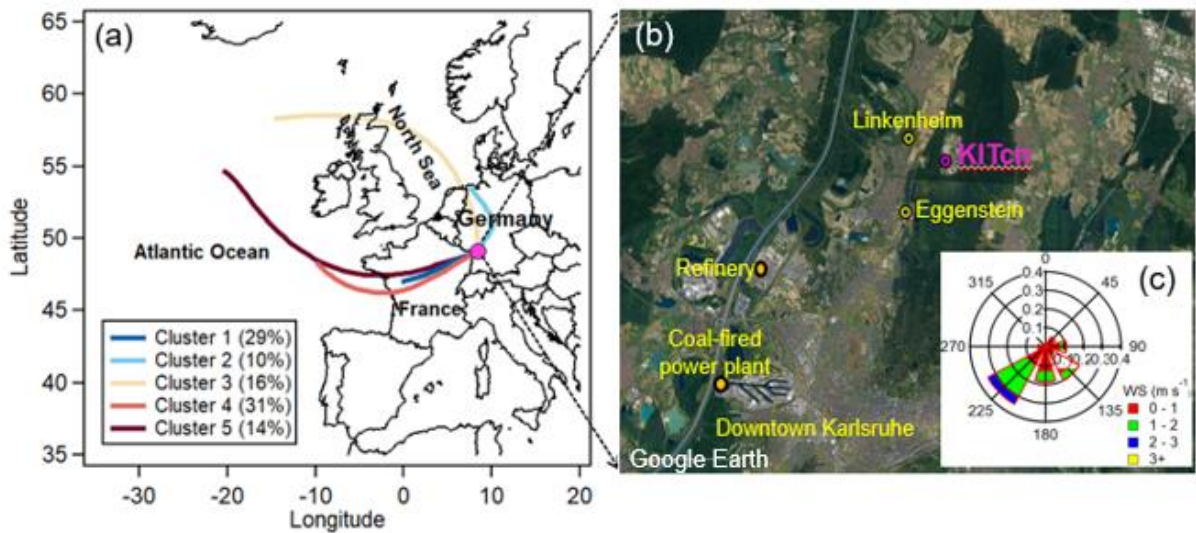 (a)
65
60
55
50
45
40
35
Latitude
North Sea
Germany
Atlantic Ocean
France
Cluster 1 (29%)
Cluster 2 (10%)
Cluster 3 (16%)
Cluster 4 (31%)
Cluster 5 (14%)
-30
-20
-10
0
10
20
Longitude
(b)
Linkenheim
KITcn
Eggenstein
Refinery
Coal-fired
power plant
Downtown Karlsruhe
Google Earth
(c)
0
45
90
135
180
225
270
315
0.4
0.3
0.2
0.1
WS (m s⁻¹
0 - 1
1 - 2
2 - 3
3+